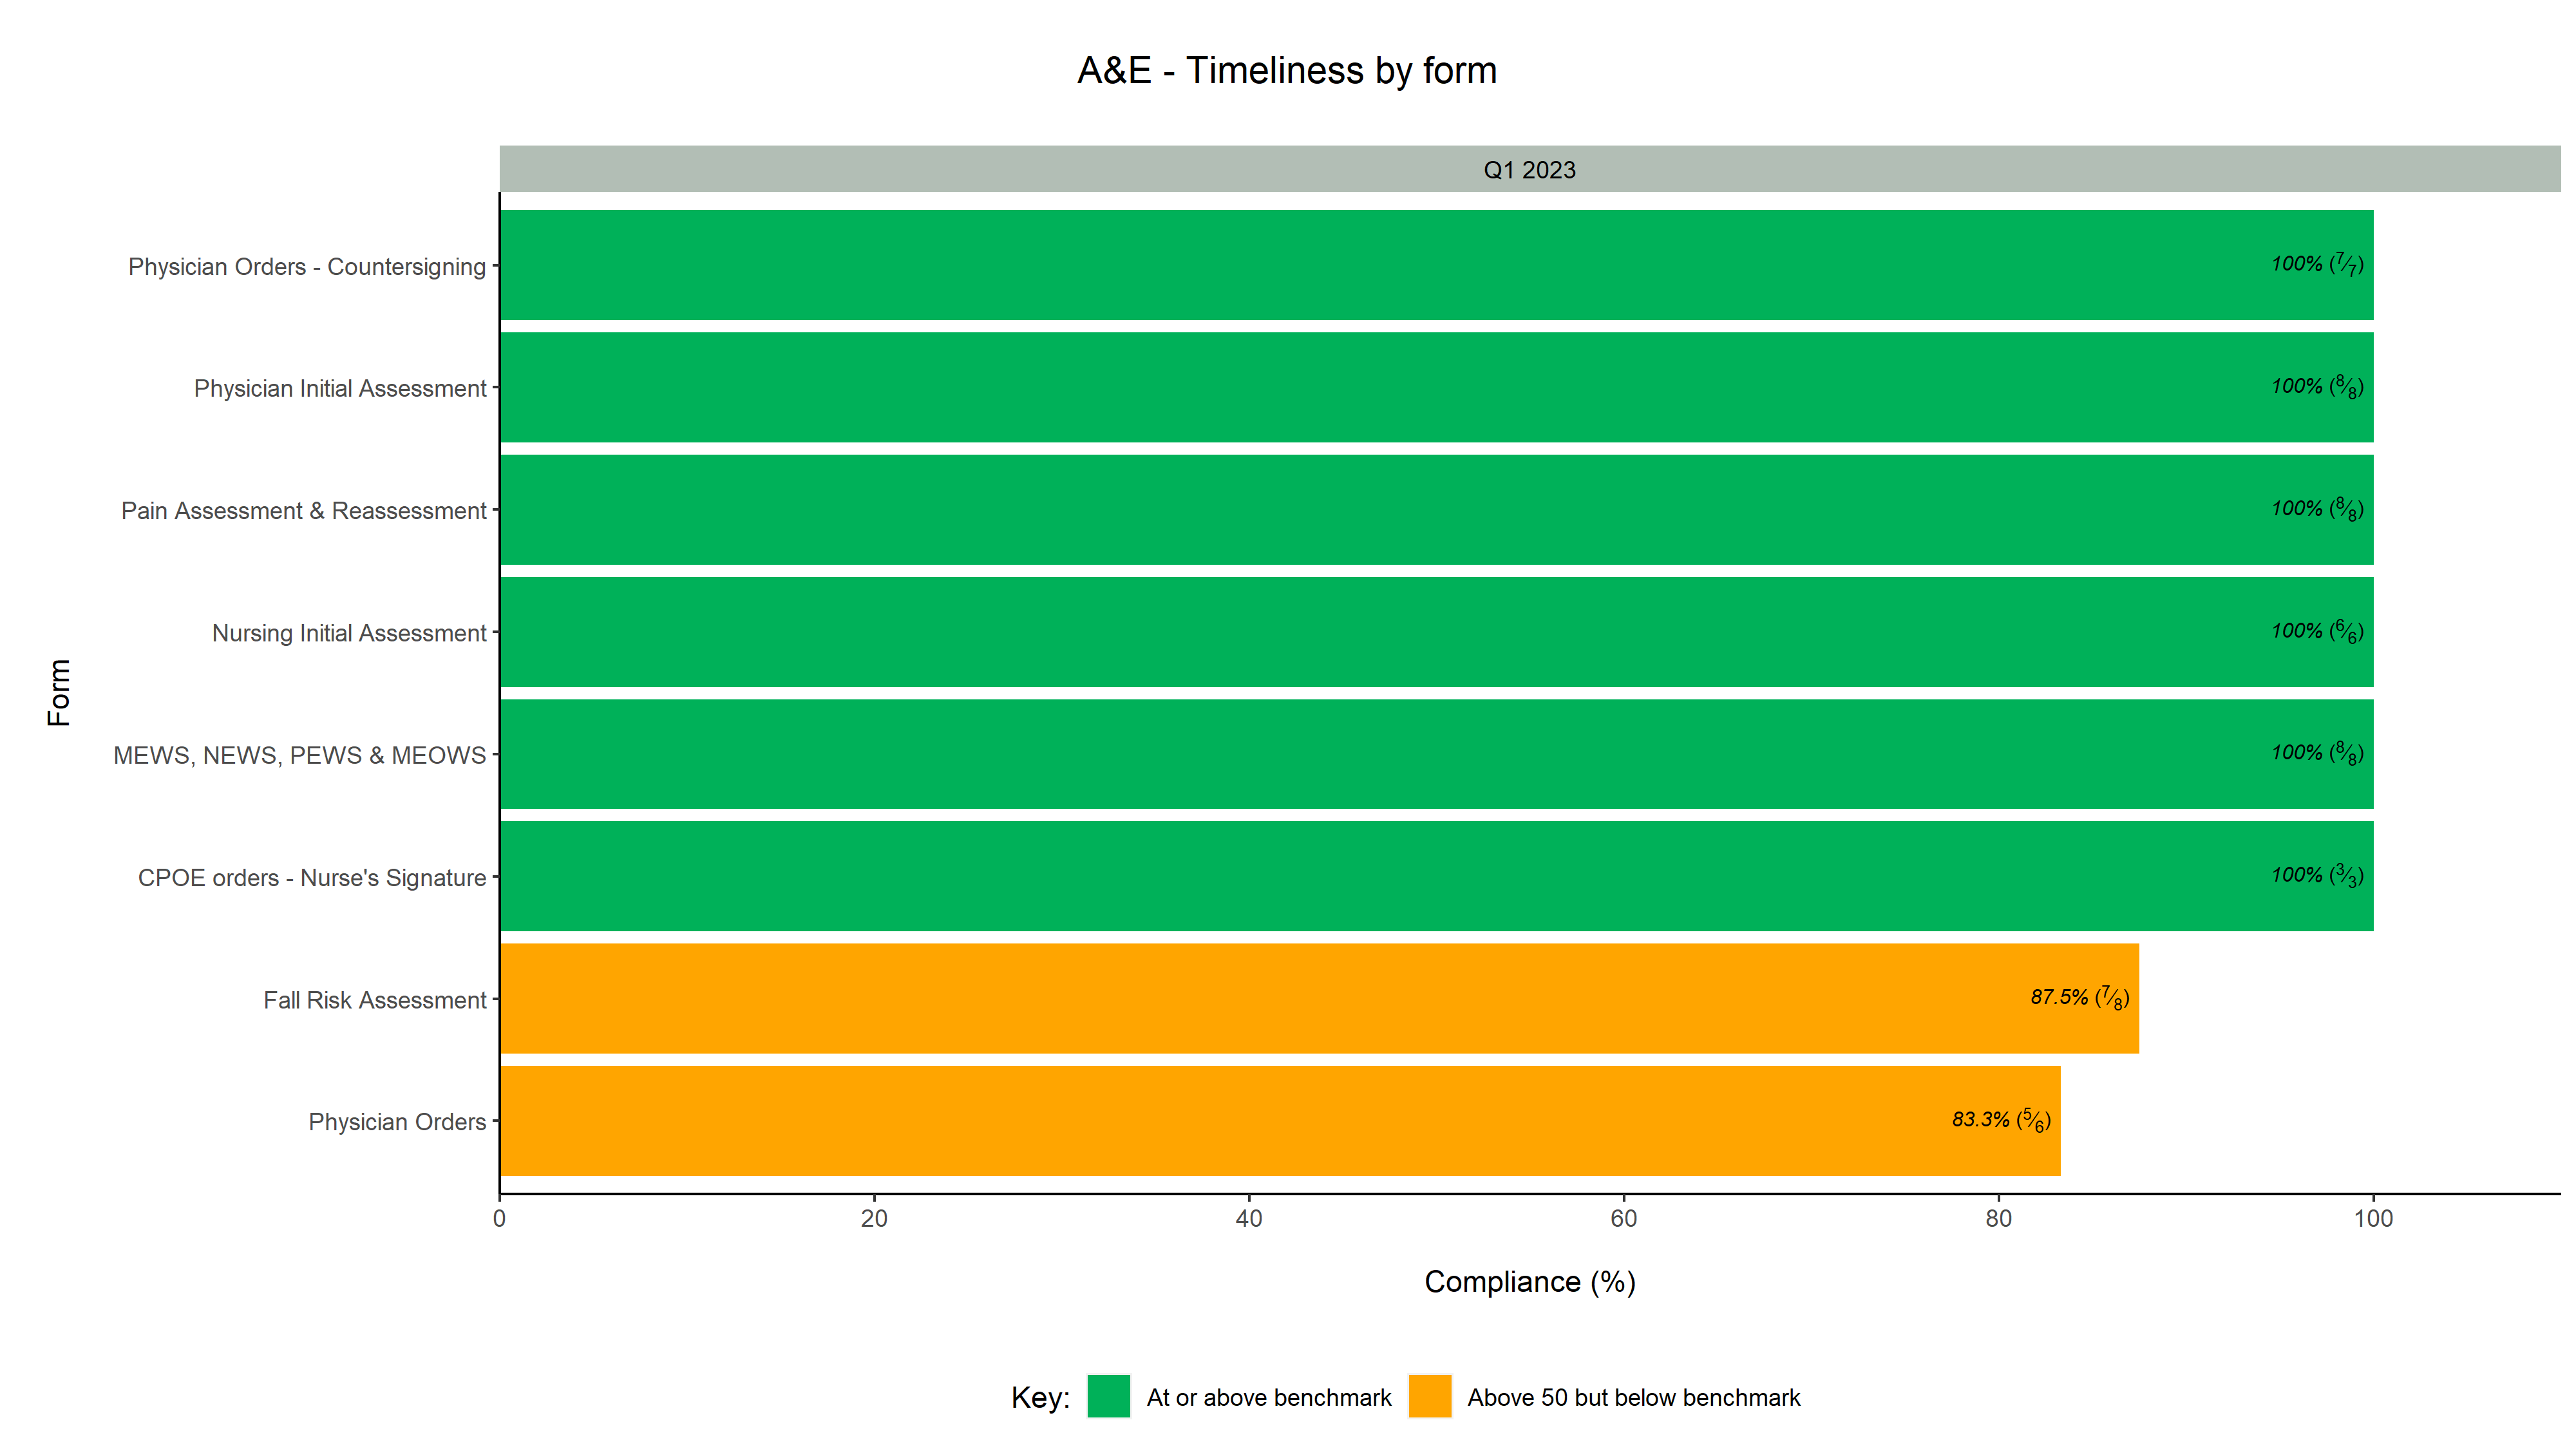 A&E - Timeliness by form
Q1 2023
Form
Physician Orders - Countersigning
100% (7⁄7)
Physician Initial Assessment
100% (8⁄8)
Pain Assessment & Reassessment
100% (8⁄8)
Nursing Initial Assessment
100% (6⁄6)
MEWS, NEWS, PEWS & MEOWS
100% (8⁄8)
CPOE orders - Nurse's Signature
100% (3⁄3)
Fall Risk Assessment
87.5% (7⁄8)
Physician Orders
83.3% (5⁄6)
0 20 40 60 80 100
Compliance (%)
Key: At or above benchmark Above 50 but below benchmark